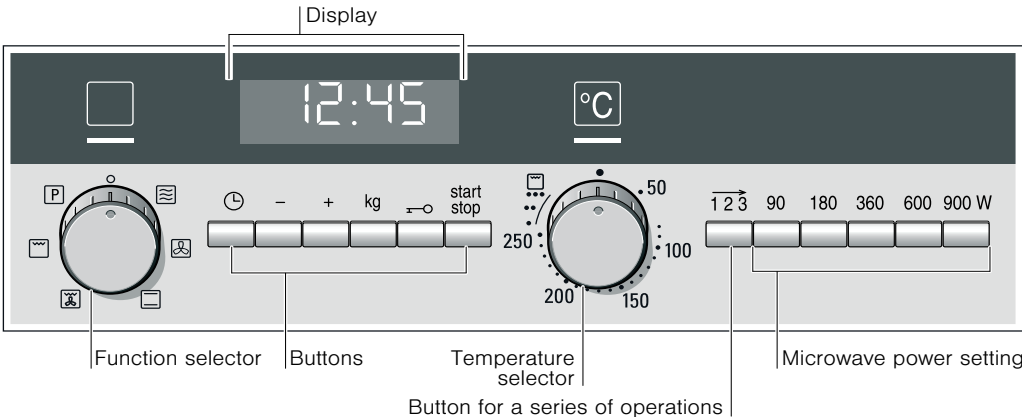 Display
12:45
°C
P
start
kg
stop
- +
50
100
150
200
250
1 2 3 90 180 360 600 900 W
Function selector
Buttons
Temperature
selector
Microwave power setting
Button for a series of operations